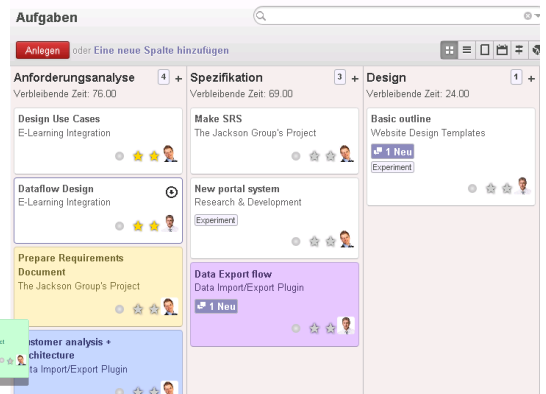 Aufgaben
Anlegen oder Eine neue Spalte hinzufügen
Anforderungsanalyse 4 +
Verbleibende Zeit: 76.00
Design Use Cases
E-Learning Integration
Dataflow Design
E-Learning Integration
Prepare Requirements
Document
The Jackson Group's Project
ustomer analysis +
chitecture
ta Import/Export Plugin
Spezifikation 3 +
Verbleibende Zeit: 69.00
Make SRS
The Jackson Group's Project
New portal system
Research & Development
Experiment
Data Export flow
Data Import/Export Plugin
1 Neu
Design 1 +
Verbleibende Zeit: 24.00
Basic outline
Website Design Templates
1 Neu
Experiment